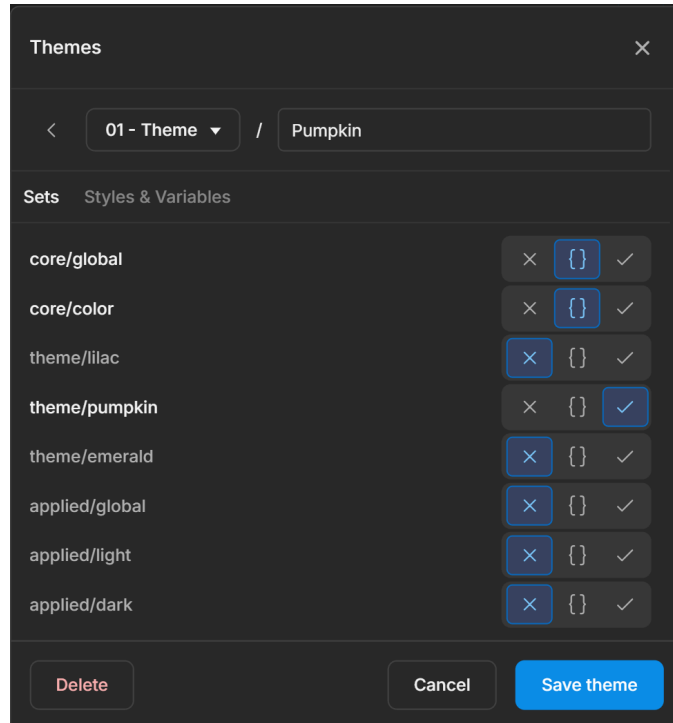 Themes
01 - Theme / Pumpkin
Sets Styles & Variables
core/global {}
core/color {}
theme/lilac {}
theme/pumpkin {}
theme/emerald {}
applied/global {}
applied/light {}
applied/dark {}
Delete Cancel Save theme